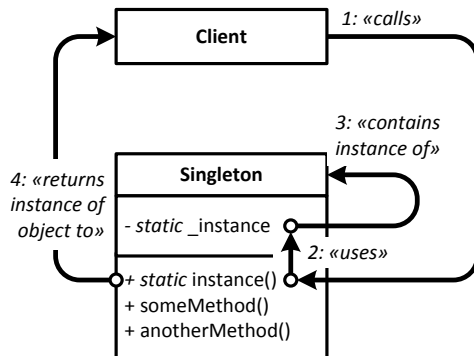 1: «calls»
Client
3: «contains
instance of»
Singleton
4: «returns
instance of
object to»
- static _instance
2: «uses»
+ static instance()
+ someMethod()
+ anotherMethod()